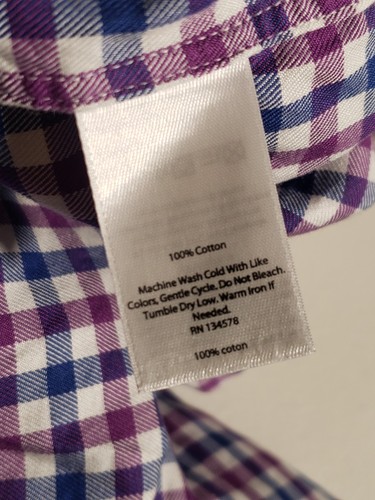 100% Cotton
Machine Wash Cold With Like
Colors, Gentle Cycle. Do Not Bleach.
Tumble Dry Low. Warm Iron If
Needed.
RN 134578
100% coton